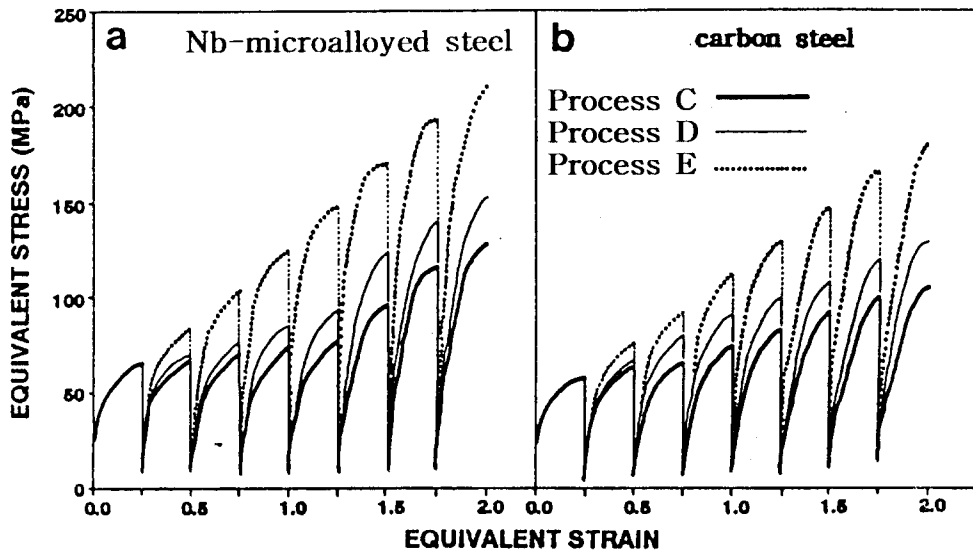 a Nb-microalloyed steel
b carbon steel
Process C
Process D
Process E
EQUIVALENT STRESS (MPa)
250
200
150
100
50
0
0.0 0.5 1.0 1.5 2.0
0.0 0.5 1.0 1.5 2.0
EQUIVALENT STRAIN